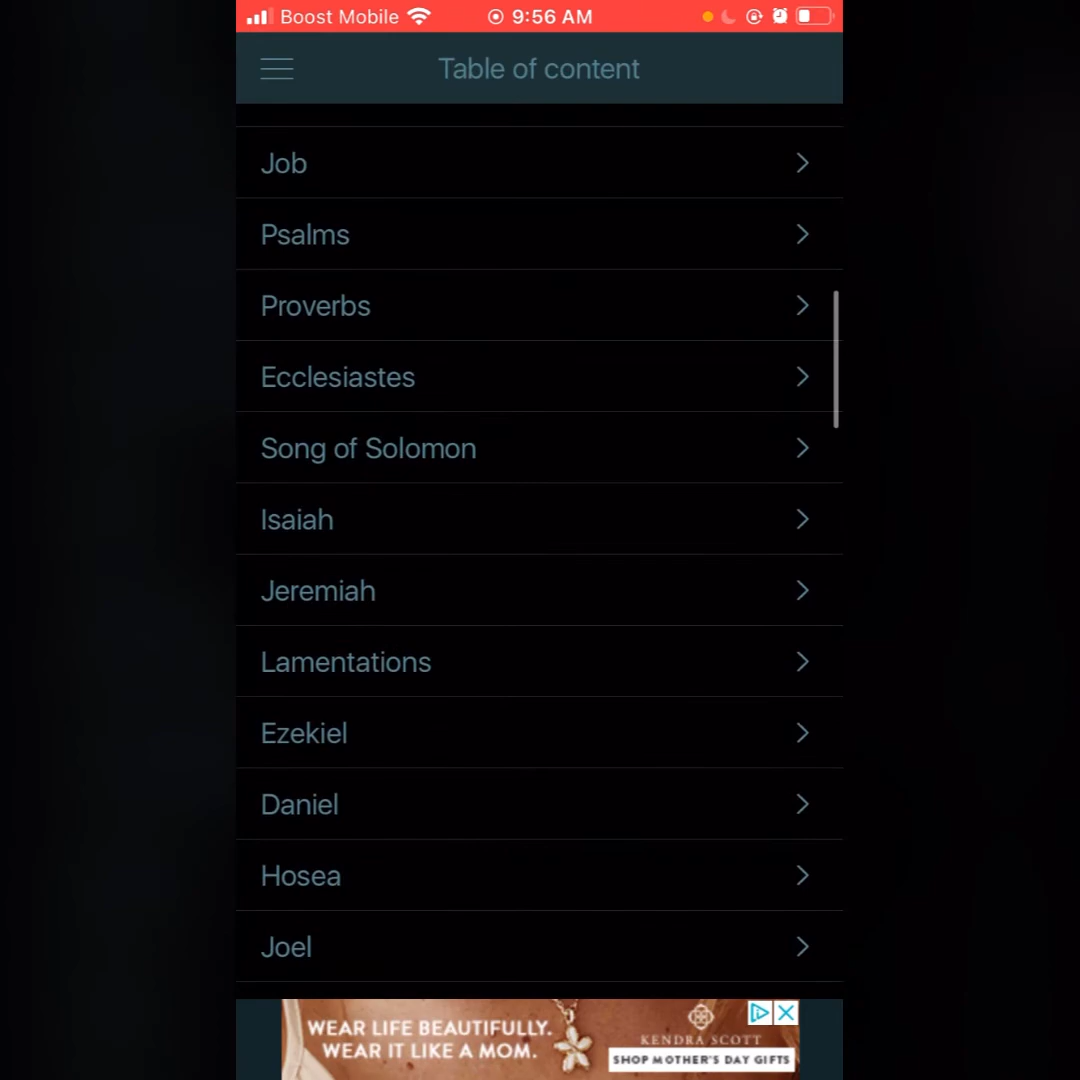 Boost Mobile 9:56 AM
Table of content
Job
Psalms
Proverbs
Ecclesiastes
Song of Solomon
Isaiah
Jeremiah
Lamentations
Ezekiel
Daniel
Hosea
Joel
WEAR LIFE BEAUTIFULLY.
WEAR IT LIKE A MOM.
KENDRA SCOTT
SHOP MOTHER'S DAY GIFTS